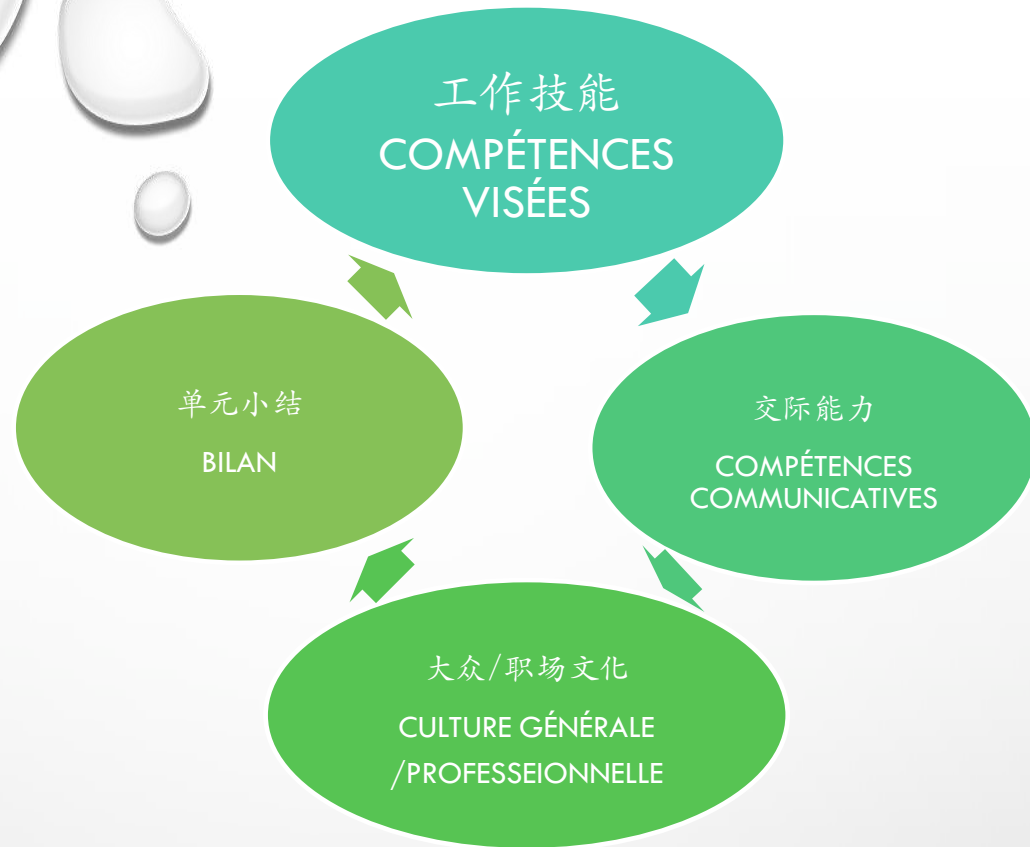 工作技能
COMPÉTENCES
VISÉES
单元小结
BILAN
交际能力
COMPÉTENCES
COMMUNICATIVES
大众/职场文化
CULTURE GÉNÉRALE
/PROFESSEIONNELLE